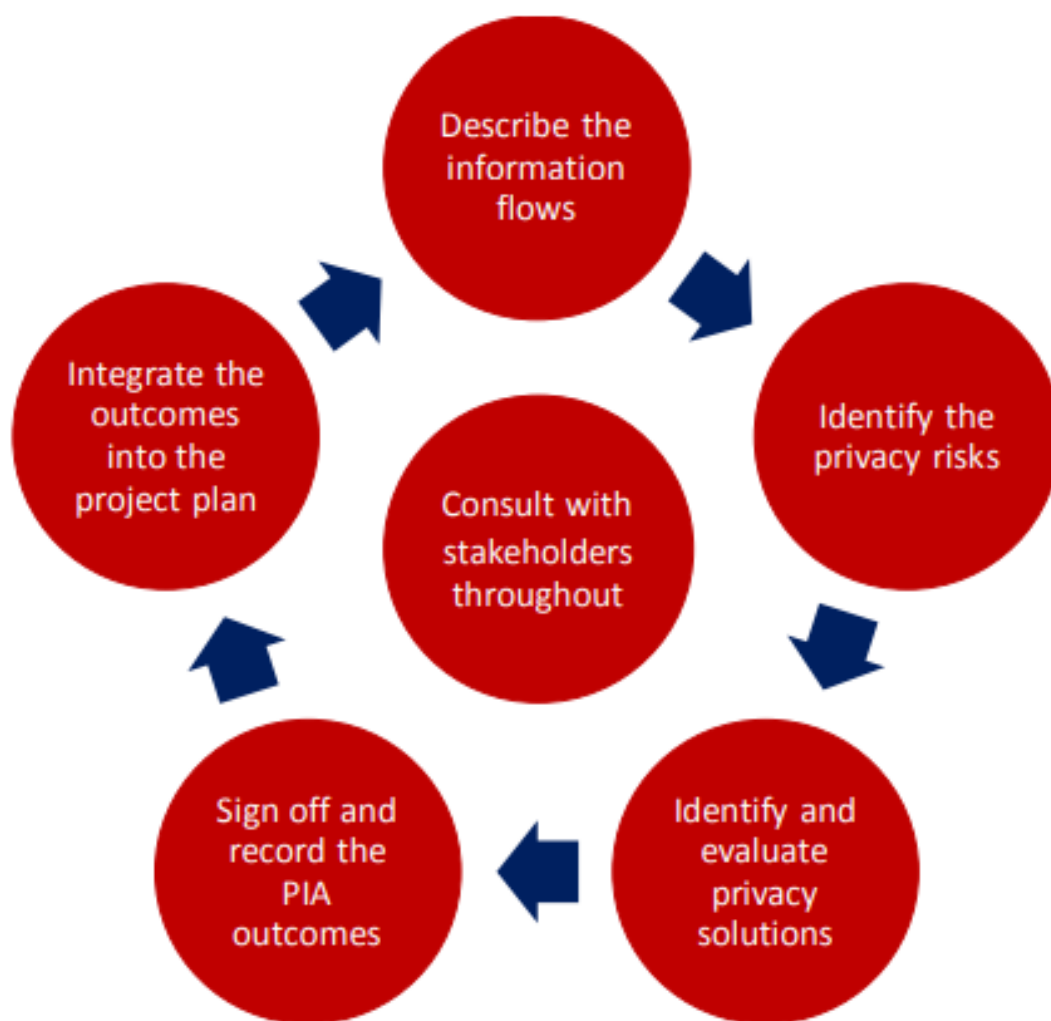 Describe the
information
flows
Identify the
privacy risks
Identify and
evaluate
privacy
solutions
Sign off and
record the
PIA
outcomes
Integrate the
outcomes
into the
project plan
Consult with
stakeholders
throughout